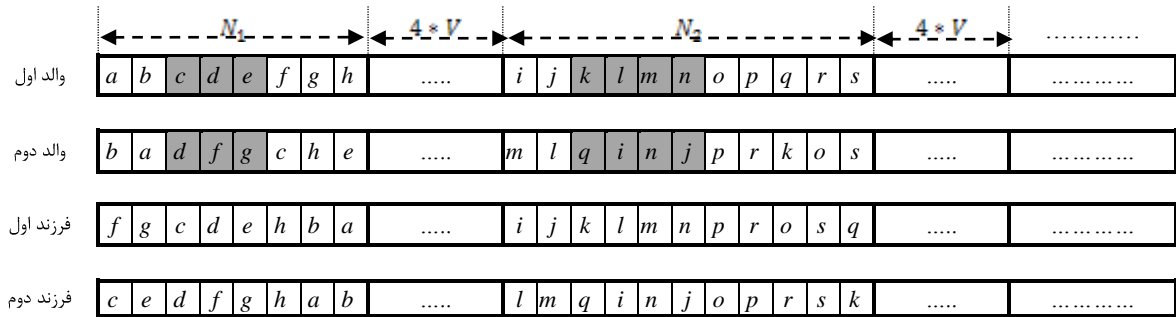 N₁ 4 * V N₂ 4 * V …………
والد اول a b c d e f g h ..... i j k l m n o p q r s ..... …………
والد دوم b a d f g c h e ..... m l q i n j p r k o s ..... …………
فرزند اول f g c d e h b a ..... i j k l m n p r o s q ..... …………
فرزند دوم c e d f g h a b ..... l m q i n j o p r s k ..... …………